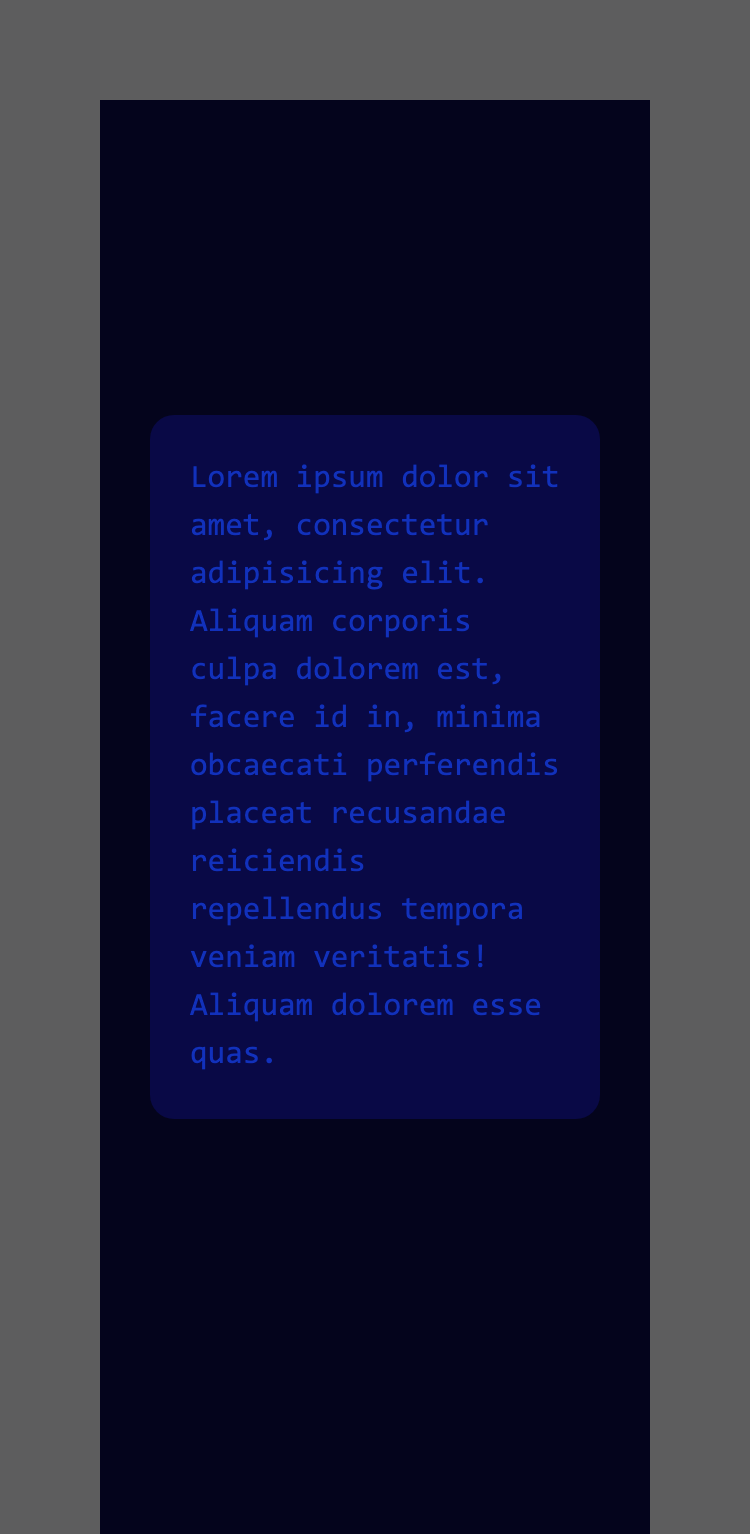 Lorem ipsum dolor sit
amet, consectetur
adipisicing elit.
Aliquam corporis
culpa dolorem est,
facere id in, minima
obcaecati perferendis
placeat recusandae
reiciendis
repellendus tempora
veniam veritatis!
Aliquam dolorem esse
quas.